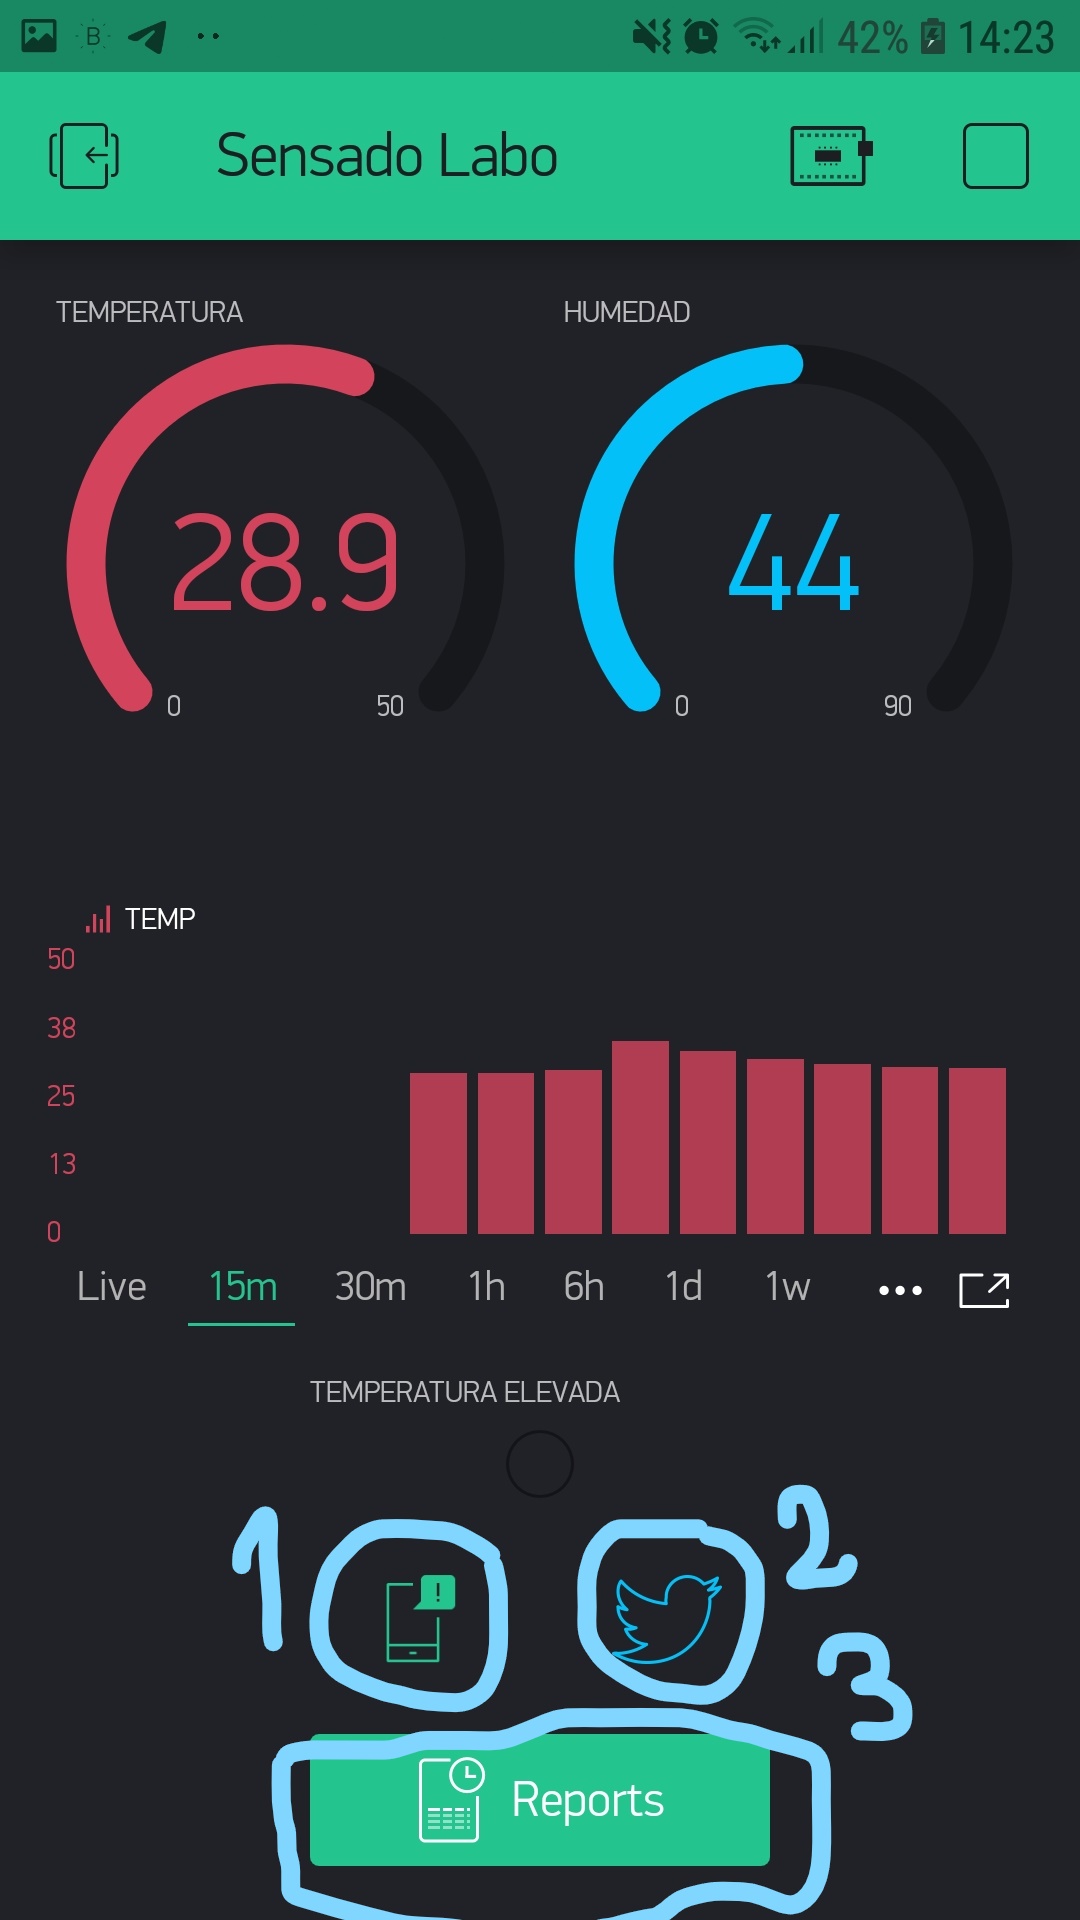 42% 14:23
Sensado Labo
TEMPERATURA HUMEDAD
28.9 44
0 50 0 90
TEMP
50
38
25
13
0
Live 15m 30m 1h 6h 1d 1w
TEMPERATURA ELEVADA
1 2
3
Reports